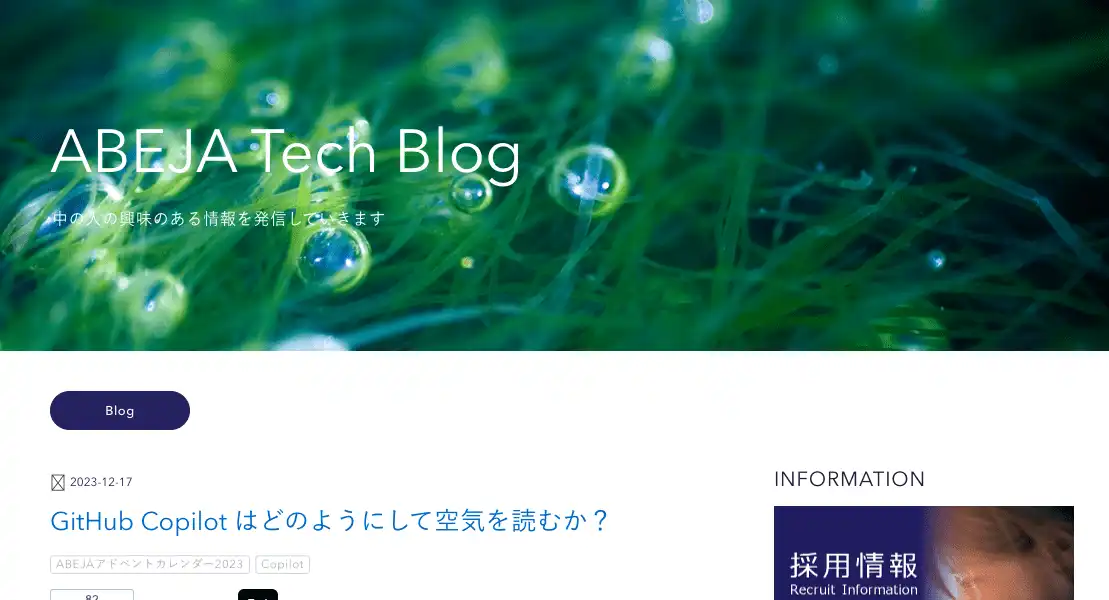 ABEJA Tech Blog
中の人の興味のある情報を発信していきます
Blog
2023-12-17
GitHub Copilot はどのようにして空気を読むか？
ABEJAアドベントカレンダー2023
Copilot
82
INFORMATION
採用情報
Recruit Information